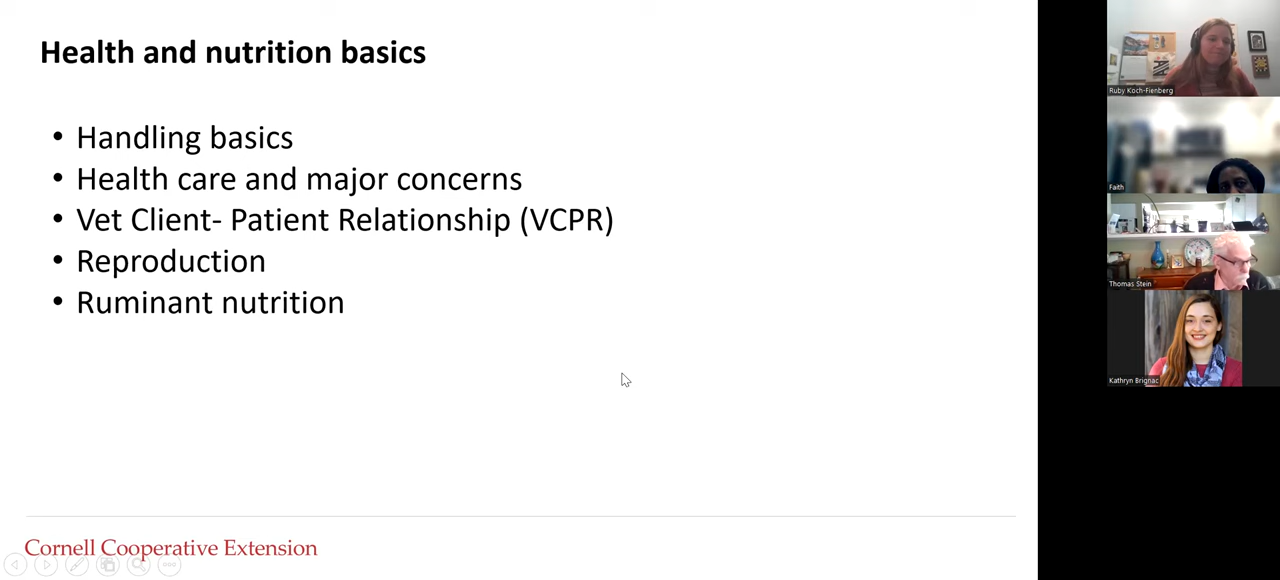 Health and nutrition basics
• Handling basics
• Health care and major concerns
• Vet Client- Patient Relationship (VCPR)
• Reproduction
• Ruminant nutrition
Cornell Cooperative Extension
Ruby Koch-Fienberg
Faith
Thomas Stein
Kathryn Brignac